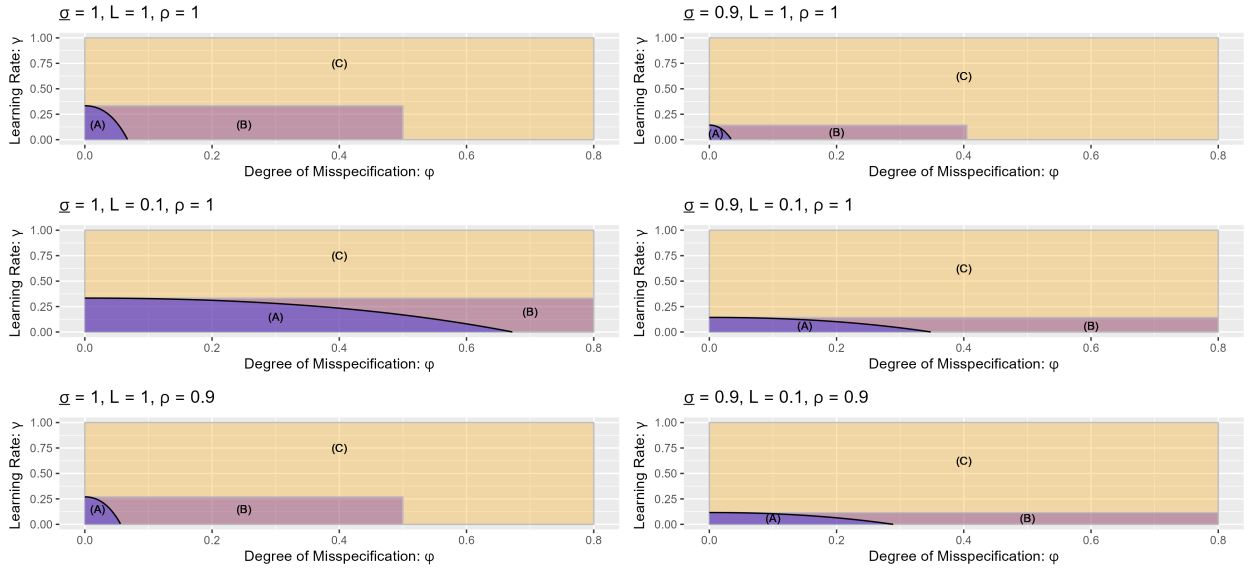 σ = 1, L = 1, ρ = 1
1.00
0.75
0.50
0.25
0.00
Learning Rate: γ
(C)
(A)
(B)
0.0
0.2
0.4
0.6
0.8
Degree of Misspecification: φ
σ = 0.9, L = 1, ρ = 1
1.00
0.75
0.50
0.25
0.00
Learning Rate: γ
(C)
(A)
(B)
0.0
0.2
0.4
0.6
0.8
Degree of Misspecification: φ
σ = 1, L = 0.1, ρ = 1
1.00
0.75
0.50
0.25
0.00
Learning Rate: γ
(C)
(A)
(B)
0.0
0.2
0.4
0.6
0.8
Degree of Misspecification: φ
σ = 0.9, L = 0.1, ρ = 1
1.00
0.75
0.50
0.25
0.00
Learning Rate: γ
(C)
(A)
(B)
0.0
0.2
0.4
0.6
0.8
Degree of Misspecification: φ
σ = 1, L = 1, ρ = 0.9
1.00
0.75
0.50
0.25
0.00
Learning Rate: γ
(C)
(A)
(B)
0.0
0.2
0.4
0.6
0.8
Degree of Misspecification: φ
σ = 0.9, L = 0.1, ρ = 0.9
1.00
0.75
0.50
0.25
0.00
Learning Rate: γ
(C)
(A)
(B)
0.0
0.2
0.4
0.6
0.8
Degree of Misspecification: φ